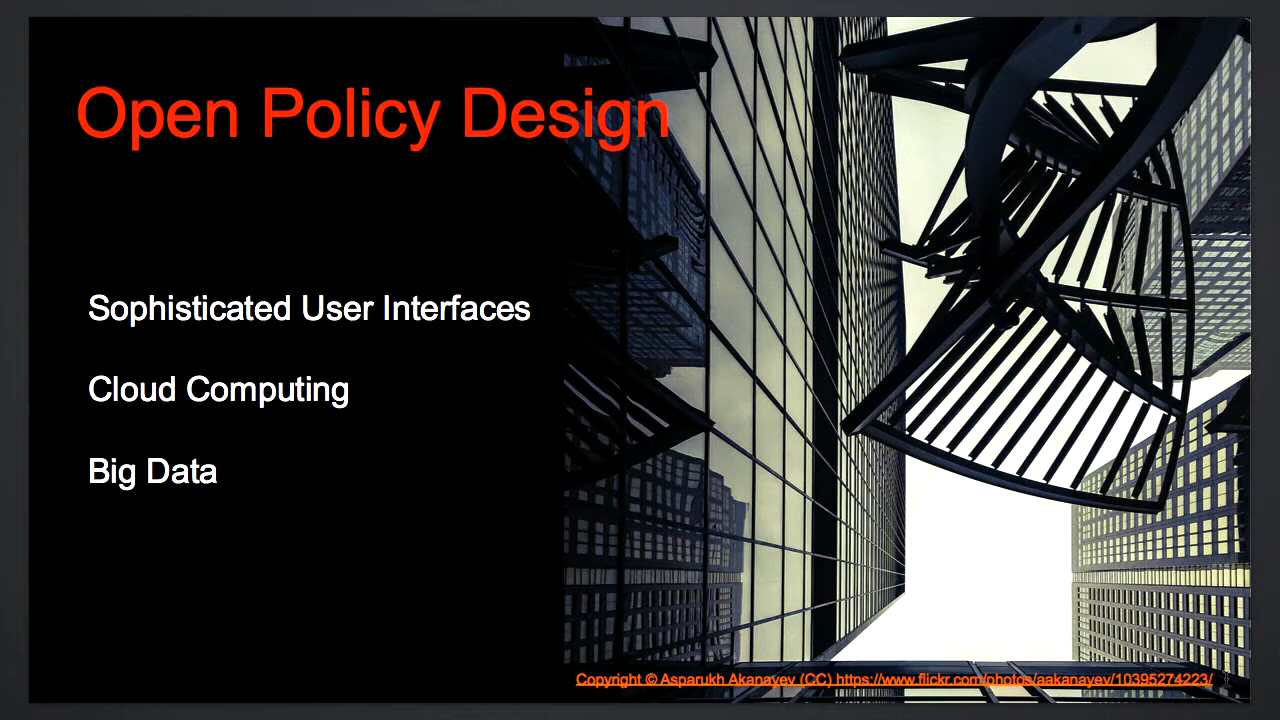 Open Policy Design
Sophisticated User Interfaces
Cloud Computing
Big Data
Copyright © Asparukh Akanayev (CC) https://www.flickr.com/photos/aakanayev/10395274223/